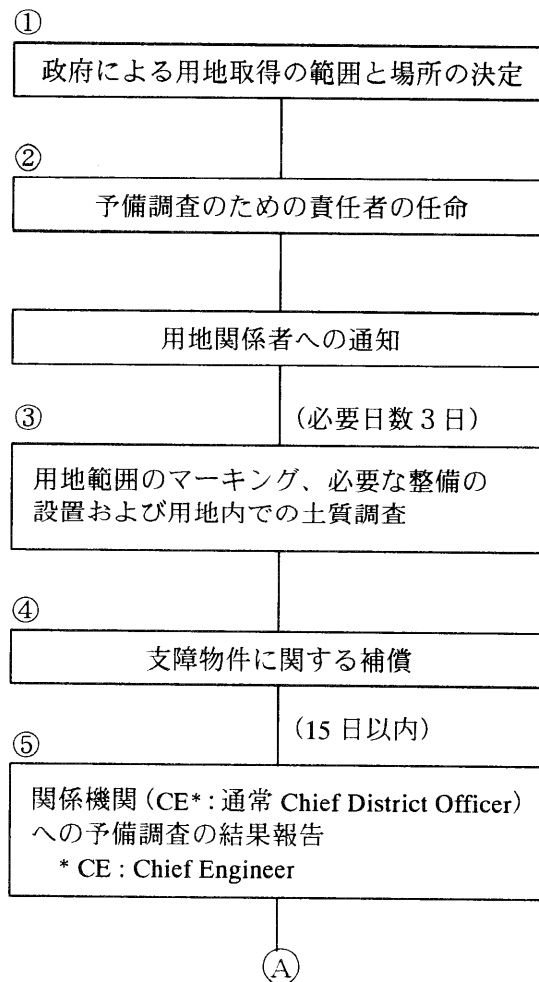 ①
政府による用地取得の範囲と場所の決定
②
予備調査のための責任者の任命
用地関係者への通知
(必要日数3日)
③
用地範囲のマーキング、必要な整備の
設置および用地内での土質調査
④
支障物件に関する補償
(15日以内)
⑤
関係機関(CE*:通常 Chief District Officer)
への予備調査の結果報告
* CE : Chief Engineer
Ⓐ